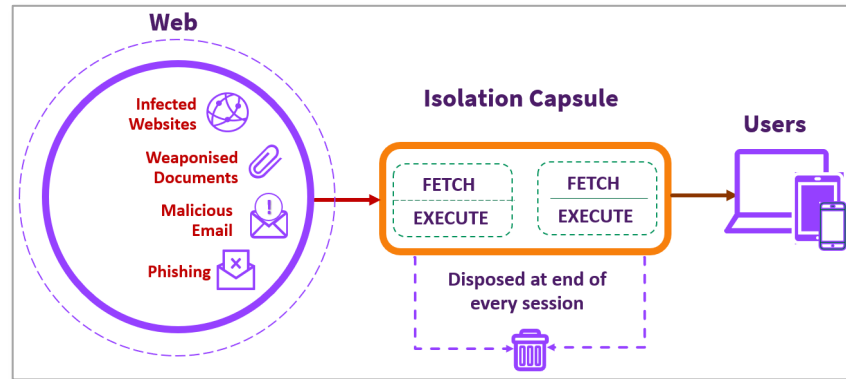 Web
Infected
Websites
Weaponised
Documents
Malicious
Email
Phishing
Isolation Capsule
FETCH
EXECUTE
FETCH
EXECUTE
Disposed at end of
every session
Users